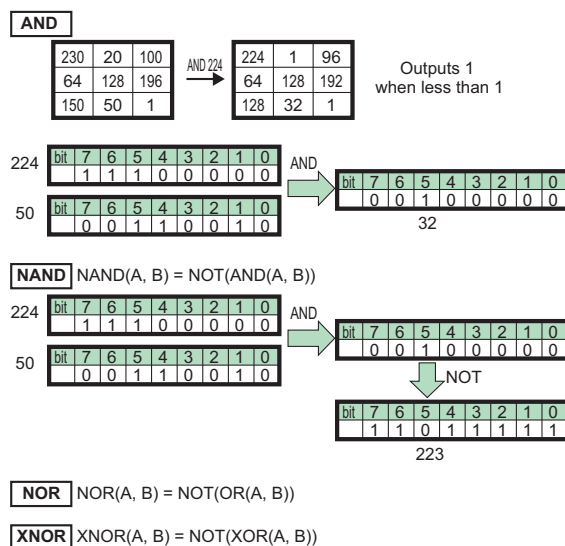 AND
230 20 100
64 128 196
150 50 1
AND 224
224 1 96
64 128 192
128 32 1
Outputs 1
when less than 1
224
bit 7 6 5 4 3 2 1 0
1 1 1 0 0 0 0 0
50
bit 7 6 5 4 3 2 1 0
0 0 1 1 0 0 1 0
AND
bit 7 6 5 4 3 2 1 0
0 0 1 0 0 0 0 0
32
NAND NAND(A, B) = NOT(AND(A, B))
224
bit 7 6 5 4 3 2 1 0
1 1 1 0 0 0 0 0
50
bit 7 6 5 4 3 2 1 0
0 0 1 1 0 0 1 0
AND
bit 7 6 5 4 3 2 1 0
0 0 1 0 0 0 0 0
NOT
bit 7 6 5 4 3 2 1 0
1 1 0 1 1 1 1 1
223
NOR NOR(A, B) = NOT(OR(A, B))
XNOR XNOR(A, B) = NOT(XOR(A, B))